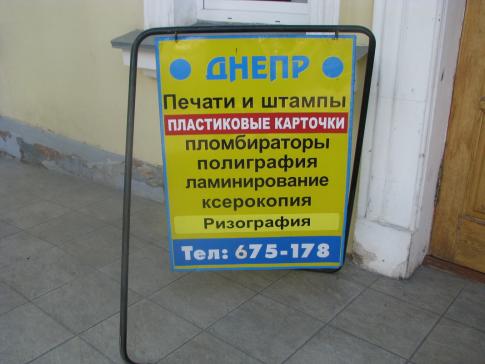 ДНЕПР
Печати и штампы
ПЛАСТИКОВЫЕ КАРТОЧКИ
пломбираторы
полиграфия
ламинирование
ксерокопия
Ризография
Тел: 675-178